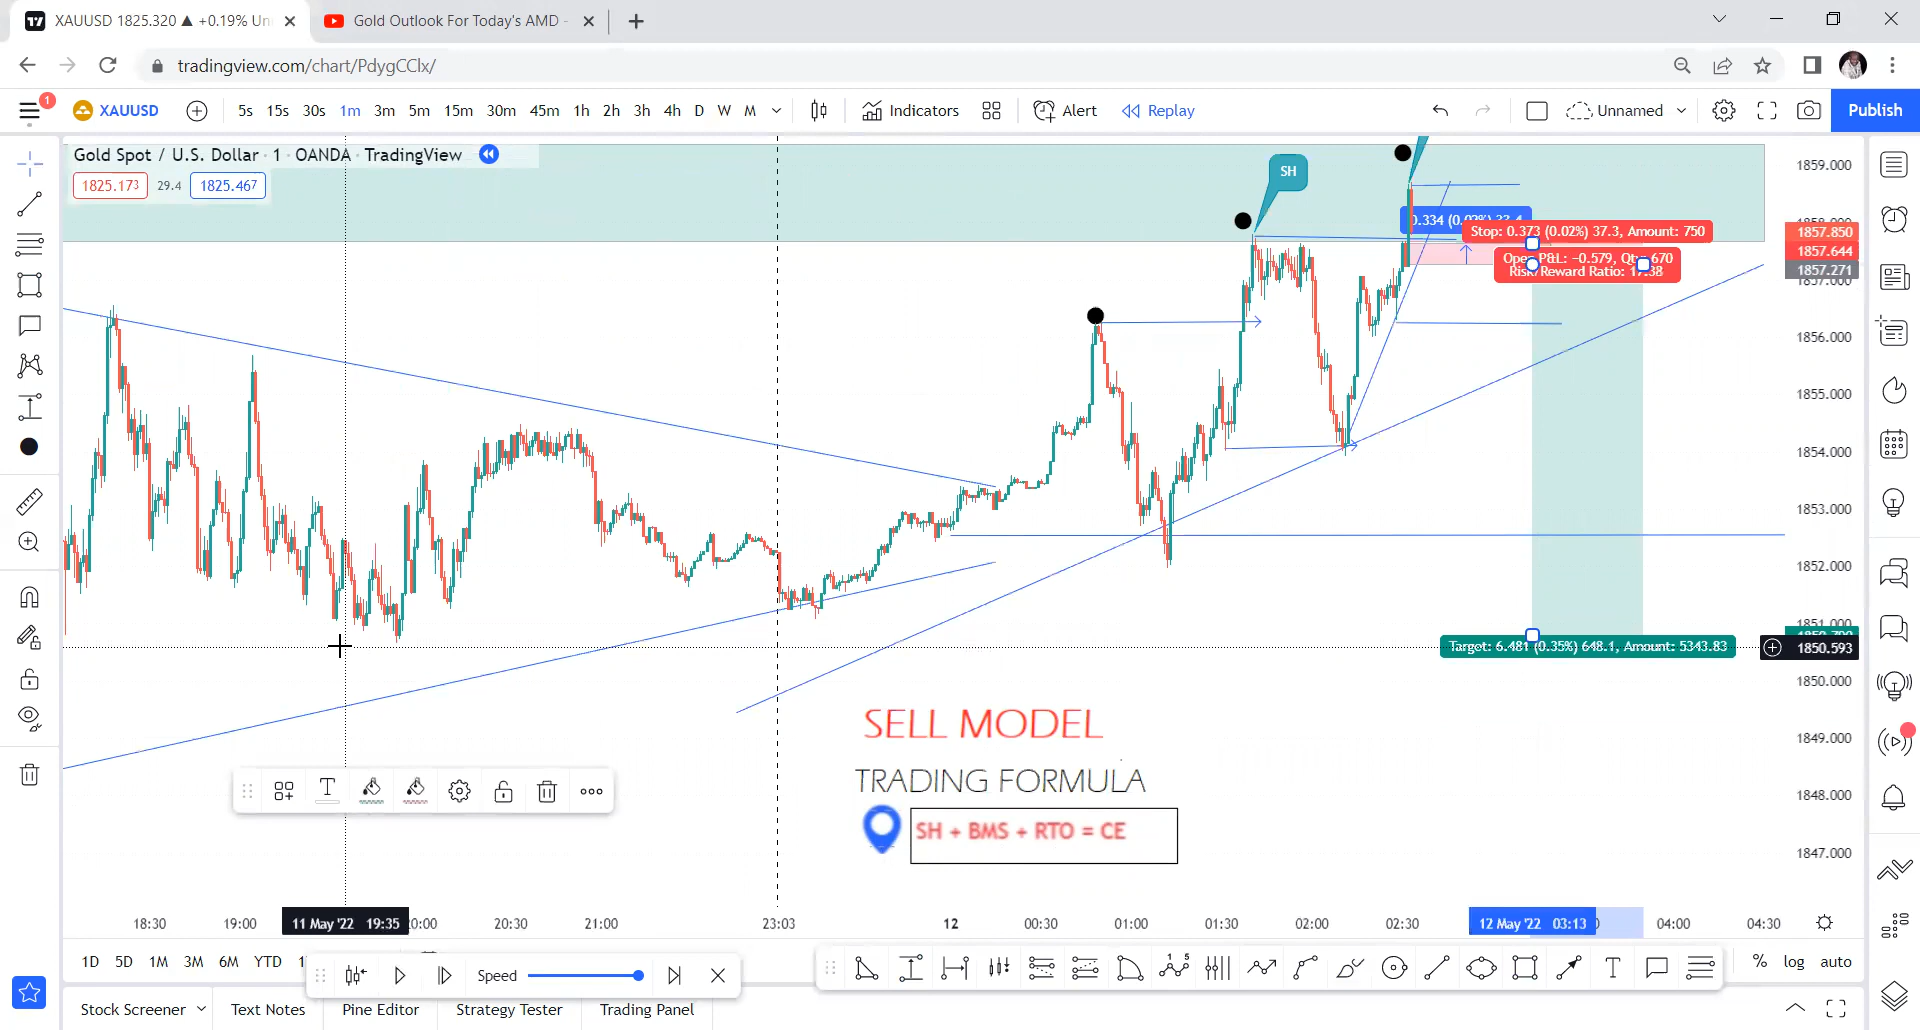 XAUUSD 1825.320 ▲ +0.19% Un
Gold Outlook For Today's AMD -
tradingview.com/chart/PdygCClx/
1
XAUUSD
5s 15s 30s 1m 3m 5m 15m 30m 45m 1h 2h 3h 4h D W M
Indicators
Alert
Replay
Unnamed
Publish
Gold Spot / U.S. Dollar · 1 · OANDA · TradingView
1825.173 29.4 1825.467
SH
Stop: 0.373 (0.02%) 37.3, Amount: 750
Risk/Reward Ratio: 17.38
Target: 6.481 (0.35%) 648.1, Amount: 5343.83
1859.000
1857.850
1857.644
1857.271
1857.000
1856.000
1855.000
1854.000
1853.000
1852.000
1851.000
1850.593
1850.000
1849.000
1848.000
1847.000
SELL MODEL
TRADING FORMULA
SH + BMS + RTO = CE
T
18:30 19:00 11 May '22 19:35 20:00 20:30 21:00 23:03 12 00:30 01:00 01:30 02:00 02:30 12 May '22 03:13 04:00 04:30
1D 5D 1M 3M 6M YTD
Speed
% log auto
Stock Screener Text Notes Pine Editor Strategy Tester Trading Panel